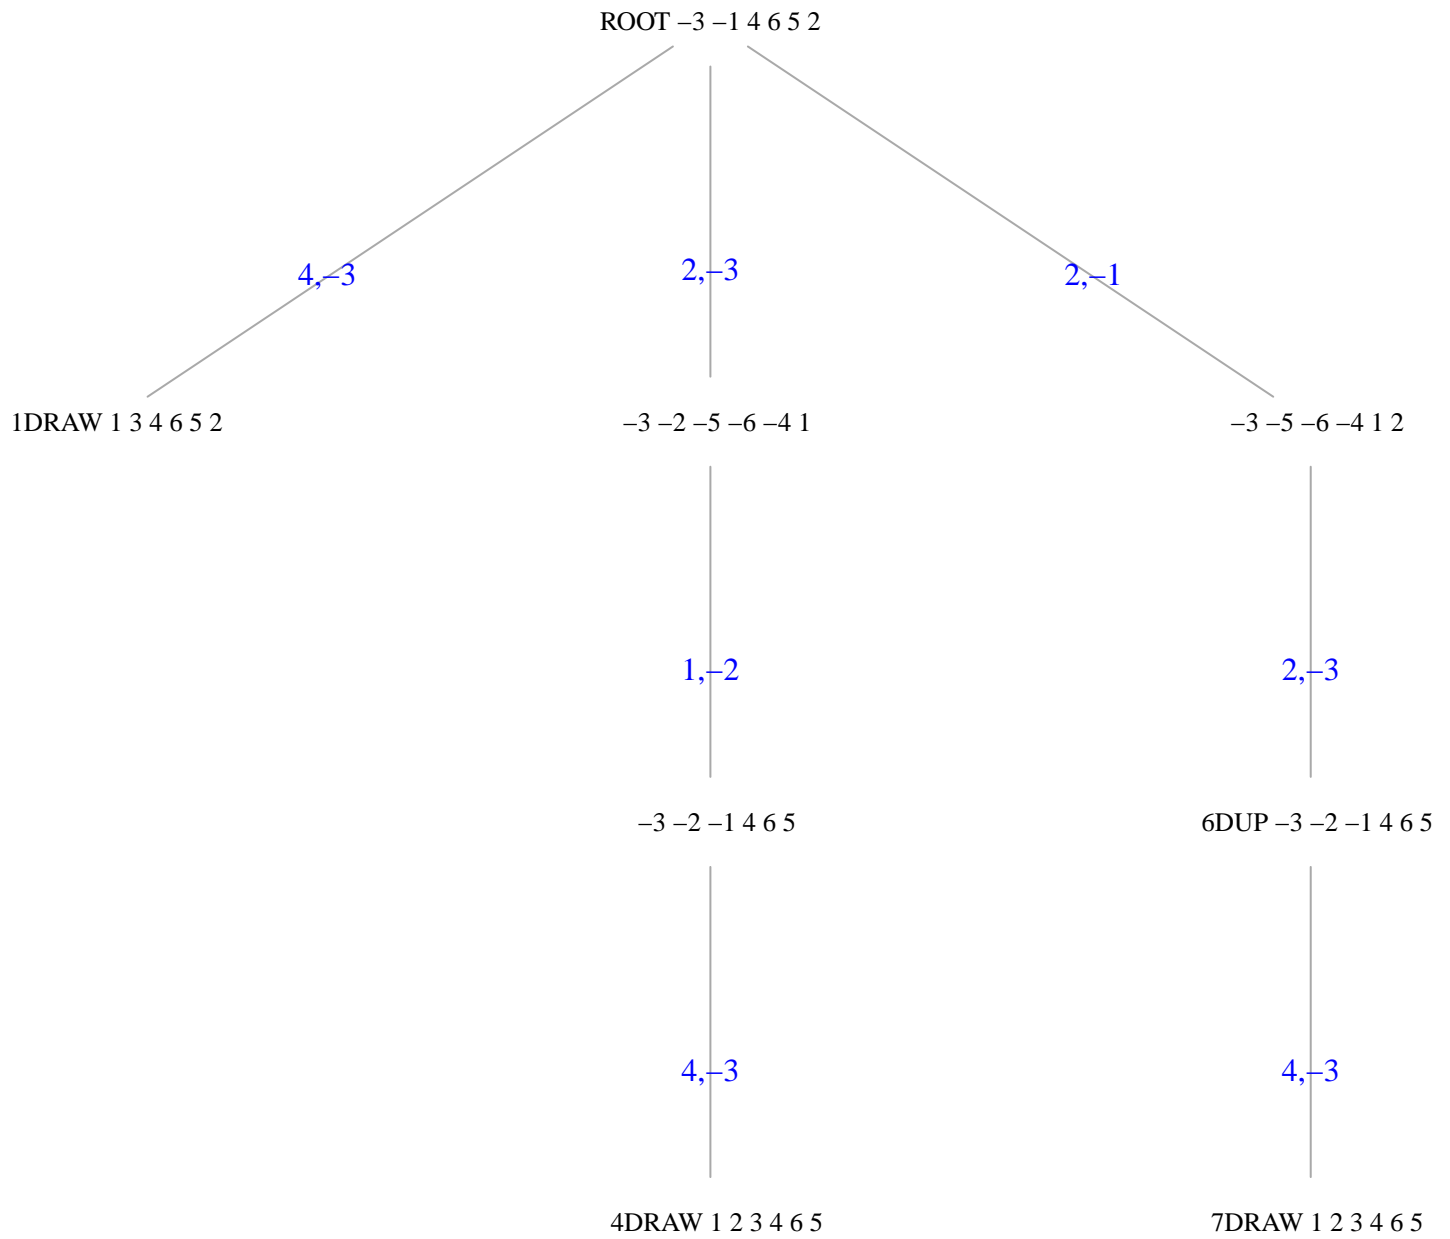 ROOT –3 –1 4 6 5 2
4,–3
2,–3
2,–1
1DRAW 1 3 4 6 5 2
–3 –2 –5 –6 –4 1
–3 –5 –6 –4 1 2
1,–2
2,–3
–3 –2 –1 4 6 5
6DUP –3 –2 –1 4 6 5
4,–3
4,–3
4DRAW 1 2 3 4 6 5
7DRAW 1 2 3 4 6 5